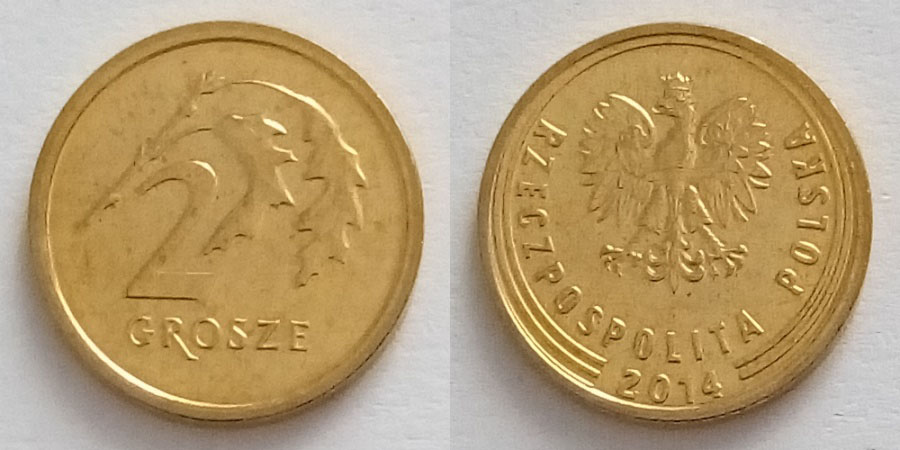 2
GROSZE
RZECZPOSPOLITA POLSKA
2014